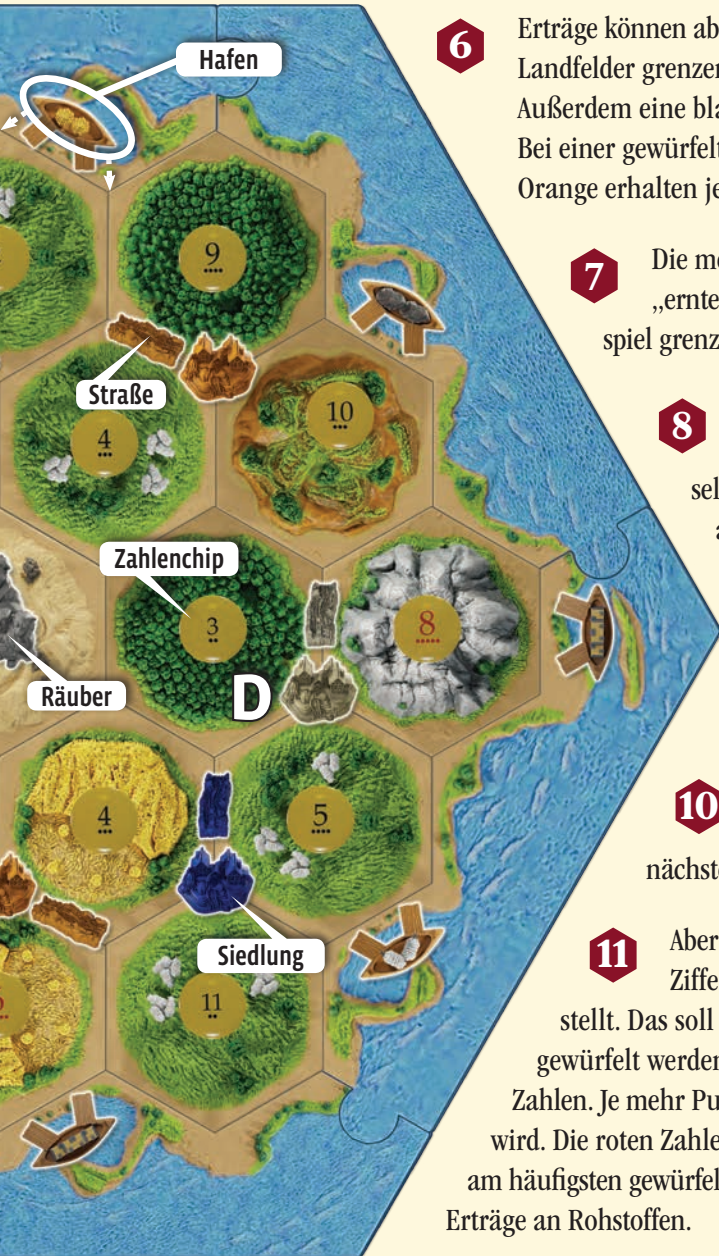 Hafen
9
Straße
4
10
Zahlenchip
3
8
Räuber
D
4
5
Siedlung
11
6
Erträge können ab
Landfelder grenzen
Außerdem eine bla
Bei einer gewürfelt
Orange erhalten je
7
Die me
„ernte
spiel grenz
8
sel
a
10
nächste
11
Aber
Ziffe
stellt. Das soll
gewürfelt werden
Zahlen. Je mehr Pu
wird. Die roten Zahle
am häufigsten gewürfel
Erträge an Rohstoffen.